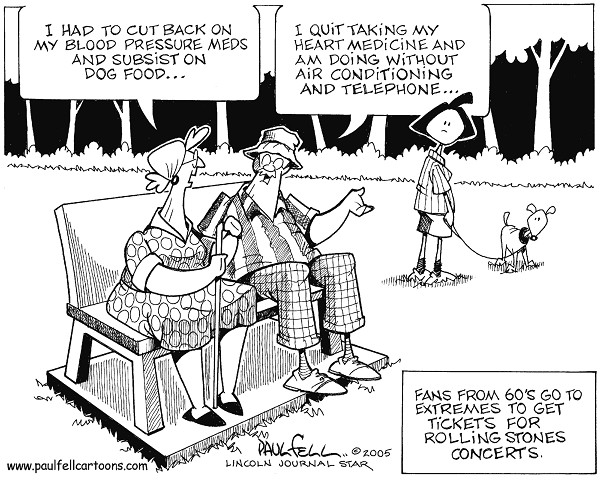 I HAD TO CUT BACK ON
MY BLOOD PRESSURE MEDS
AND SUBSIST ON
DOG FOOD...
I QUIT TAKING MY
HEART MEDICINE AND
AM DOING WITHOUT
AIR CONDITIONING
AND TELEPHONE...
FANS FROM 60'S GO TO
EXTREMES TO GET
TICKETS FOR
ROLLING STONES
CONCERTS.
PAUL FELL.. ©2005
LINCOLN JOURNAL STAR
www.paulfellcartoons.com